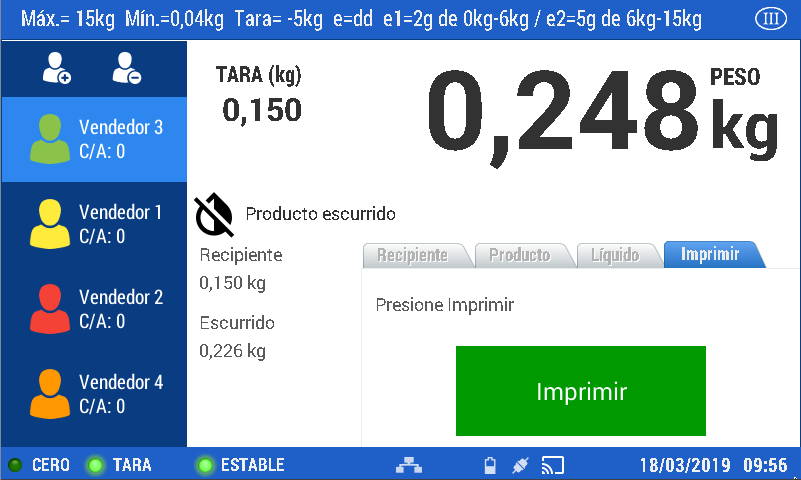 Máx.= 15kg Mín.=0,04kg Tara= -5kg e=dd e1=2g de 0kg-6kg / e2=5g de 6kg-15kg III
Vendedor 3
C/A: 0
Vendedor 1
C/A: 0
Vendedor 2
C/A: 0
Vendedor 4
C/A: 0
TARA (kg)
0,150
PESO
0,248 kg
Producto escurrido
Recipiente
0,150 kg
Escurrido
0,226 kg
Recipiente Producto Líquido Imprimir
Presione Imprimir
Imprimir
CERO TARA ESTABLE 18/03/2019 09:56